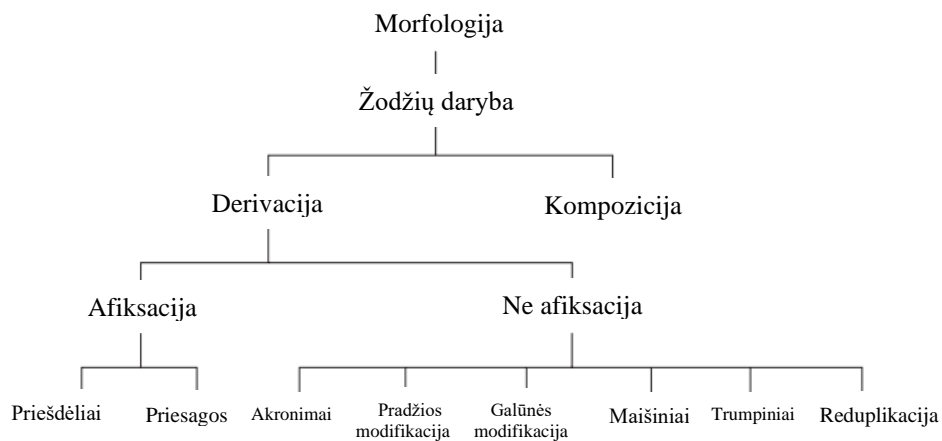 Morfologija
Žodžių daryba
Derivacija
Kompozicija
Afiksacija
Ne afiksacija
Priešdėliai
Priesagos
Akronimai
Pradžios
modifikacija
Galūnės
modifikacija
Maišiniai
Trumpiniai
Reduplikacija